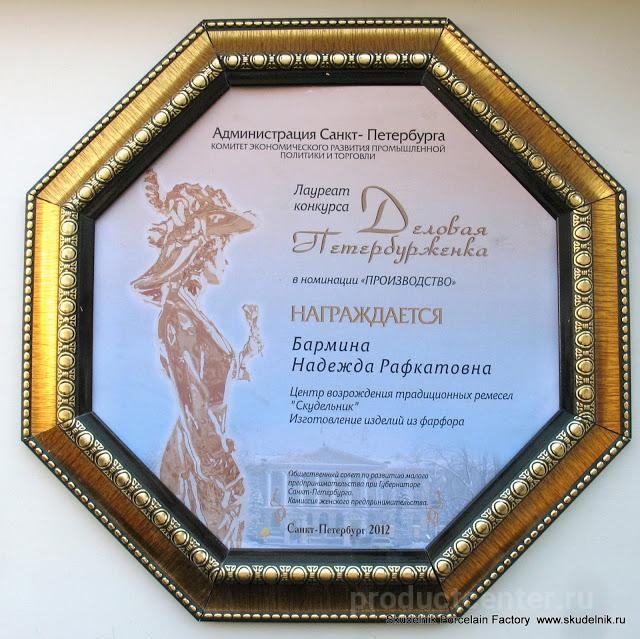 Администрация Санкт- Петербурга
КОМИТЕТ ЭКОНОМИЧЕСКОГО РАЗВИТИЯ ПРОМЫШЛЕННОЙ
ПОЛИТИКИ И ТОРГОВЛИ
Лауреат
конкурса
Деловая
Петербурженка
в номинации «ПРОИЗВОДСТВО»
НАГРАЖДАЕТСЯ
Бармина
Надежда Рафкатовна
Центр возрождения традиционных ремесел
"Скудельник"
Изготовление изделий из фарфора
Общественный совет по развитию малого
предпринимательства при Губернаторе
Санкт-Петербурга.
Комиссия женского предпринимательства.
Санкт-Петербург 2012
productcenter.ru
Skudelnik Porcelain Factory www.skudelnik.ru